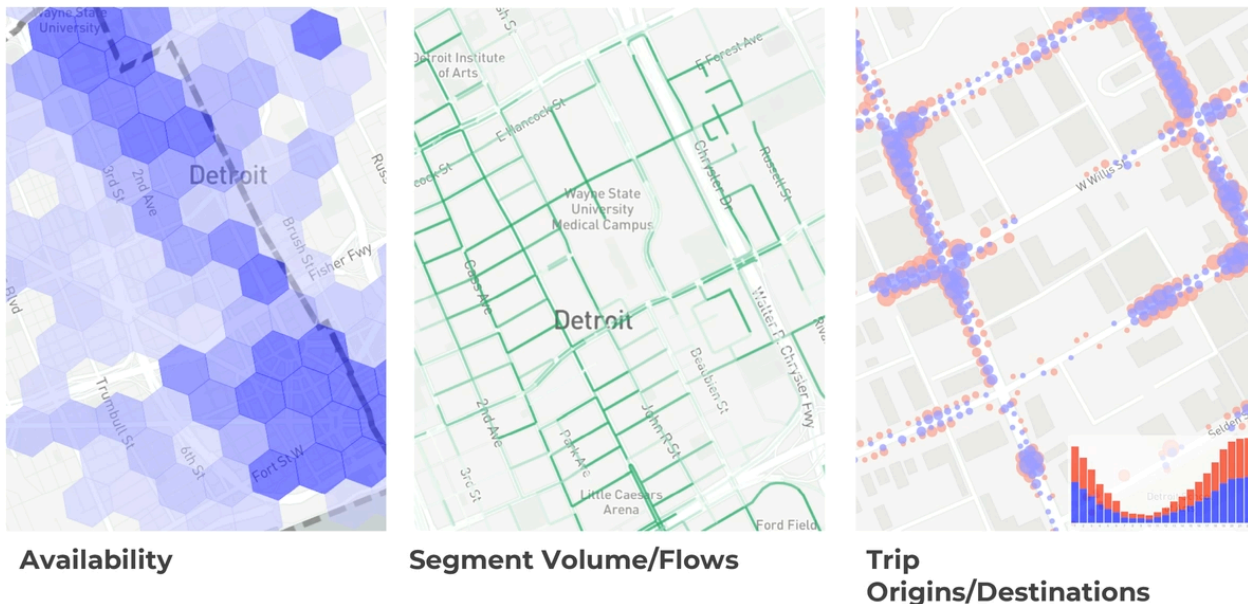 Wayne State
University
Detroit
3rd St
2nd Ave
Brush St
Fisher Fwy
Blvd
Trumbull St
6th St
Fort St W
Detroit Institute
of Arts
E Forest Ave
E Hancock St
Chrysler Dr
Russell St
Wayne State
University
Medical Campus
Cass Ave
Detroit
Beaubien St
Chrysler Fwy
2nd Ave
Park Ave
John R St
3rd St
Little Caesars
Arena
Ford Field
W Willis St
Selden
Availability
Segment Volume/Flows
Trip
Origins/Destinations